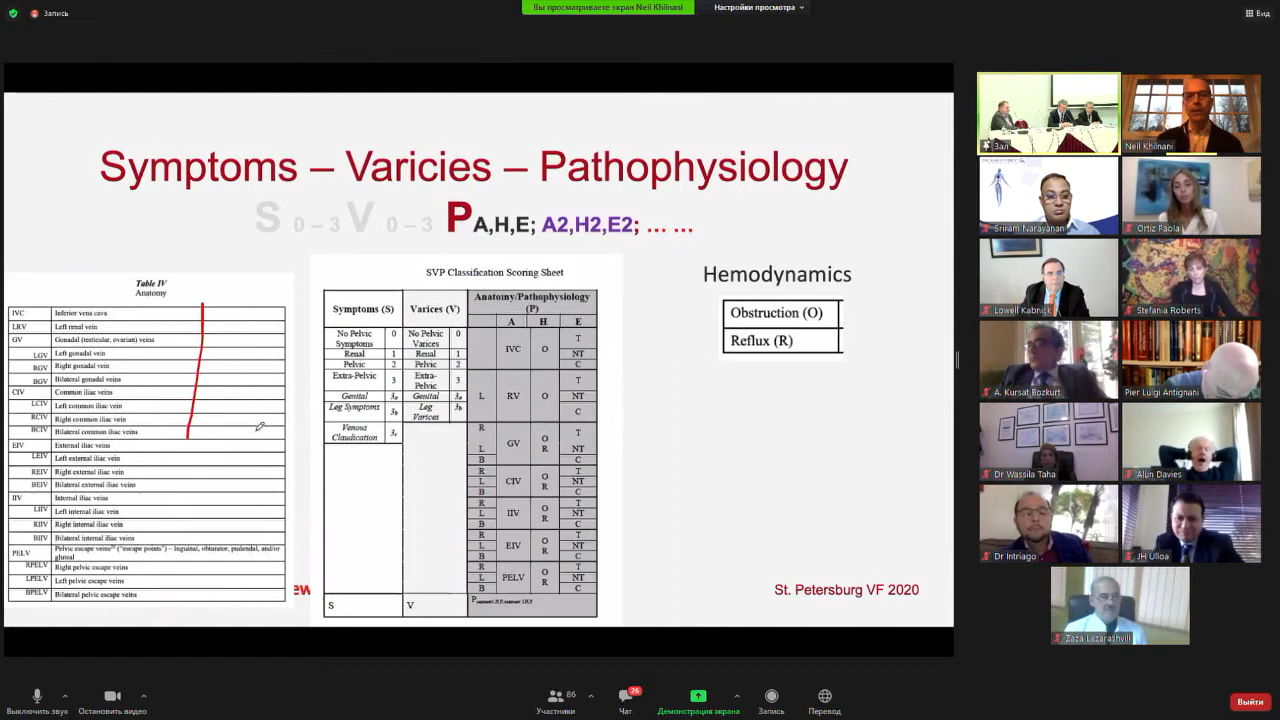 Запись
Вы просматриваете экран Neil Khilnani
Настройки просмотра
Вид
Symptoms – Varicies – Pathophysiology
S 0 – 3 V 0 – 3 P A,H,E; A2,H2,E2; … …
Table IV
Anatomy
IVC Inferior vena cava
LRV Left renal vein
GV Gonadal (testicular, ovarian) veins
LGV Left gonadal vein
RGV Right gonadal vein
BGV Bilateral gonadal veins
CIV Common iliac veins
LCIV Left common iliac vein
RCIV Right common iliac vein
BCIV Bilateral common iliac veins
EIV External iliac veins
LEIV Left external iliac vein
REIV Right external iliac vein
BEIV Bilateral external iliac veins
IIV Internal iliac veins
LIIV Left internal iliac vein
RIIV Right internal iliac vein
BIIV Bilateral internal iliac veins
PELV Pelvic escape veins ("escape points") – Inguinal, obturator, pudendal, and/or
gluteal
RPELV Right pelvic escape veins
LPELV Left pelvic escape veins
BPELV Bilateral pelvic escape veins
ew
SVP Classification Scoring Sheet
Symptoms (S) Varices (V) Anatomy/Pathophysiology
(P)
A H E
No Pelvic Symptoms 0 No Pelvic Varices 0
Renal 1 Renal 1
Pelvic 2 Pelvic 2
Extra-Pelvic 3 Extra-Pelvic 3
Genital 3a Genital 3a
Leg Symptoms 3b Leg Varices 3b
Venous Claudication 3c
IVC O T NT C
L RV O T NT C
R L B GV O R T NT C
R L B CIV O R T NT C
R L B IIV O R T NT C
R L B EIV O R T NT C
R L B PELV O R T NT C
S V P
Hemodynamics
Obstruction (O)
Reflux (R)
St. Petersburg VF 2020
Зал
Neil Khilnani
Sriram Narayanan
Ortiz Paola
Lowell Kabnick
Stefania Roberts
A. Kursat Bozkurt
Pier Luigi Antignani
Dr Wassila Taha
Alun Davies
Dr Intriago
JH Ulloa
Zaza Lazarashvili
Выключить звук
Остановить видео
86
Участники
26
Чат
Демонстрация экрана
Запись
Перевод
Выйти